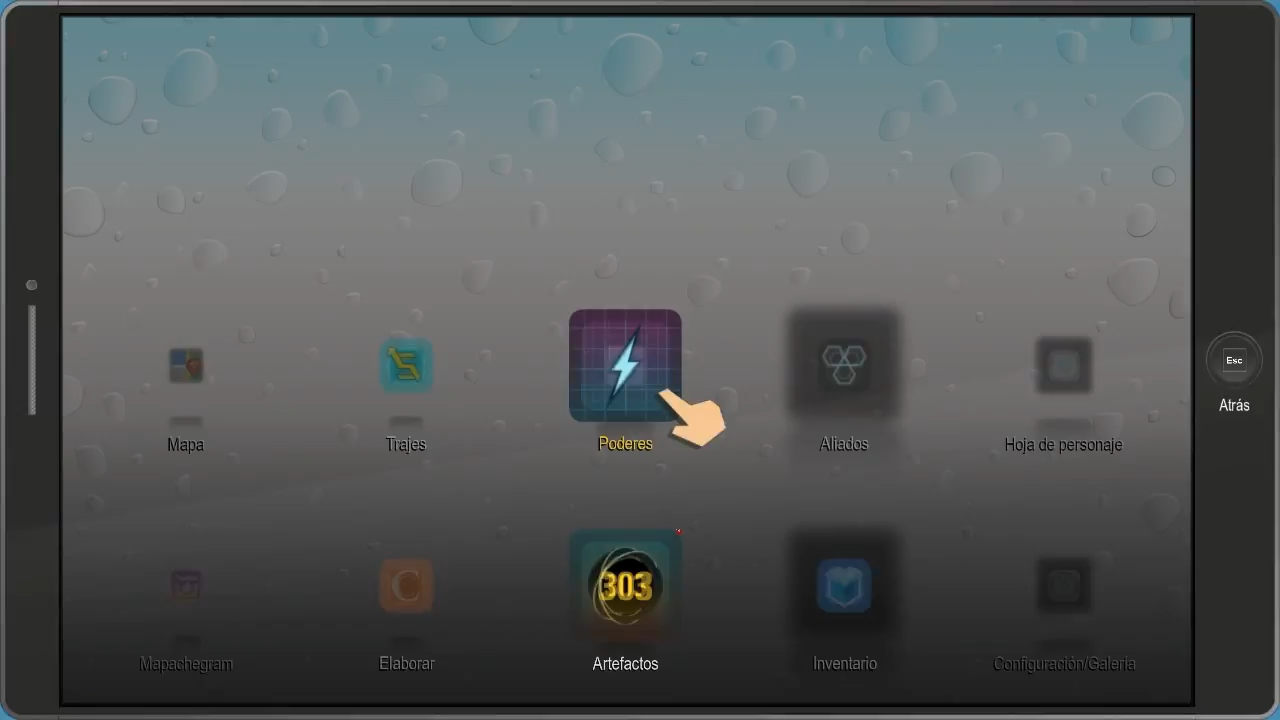 Esc
Atrás
Mapa
Trajes
Poderes
Aliados
Hoja de personaje
303
Mapachegram
Elaborar
Artefactos
Inventario
Configuración/Galería